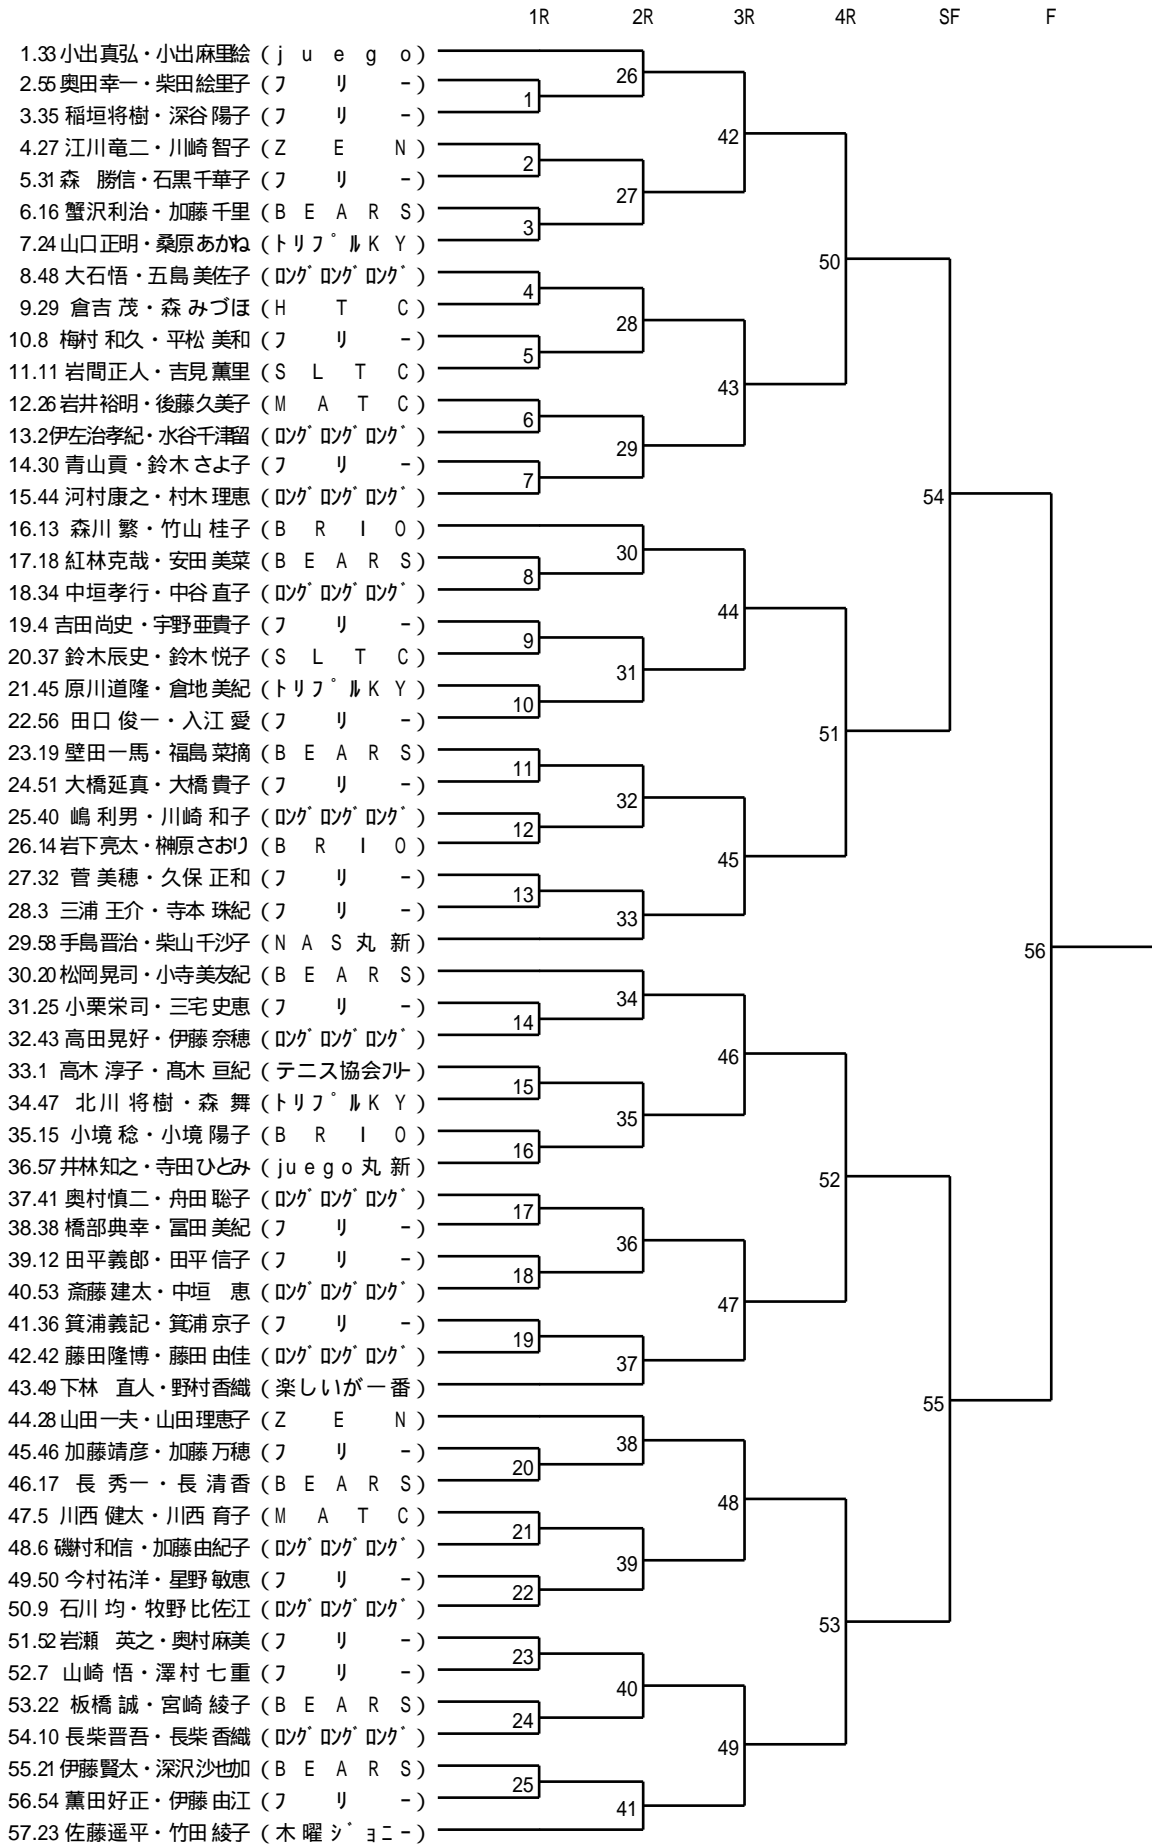 1R 2R 3R 4R SF F
1.33 小出真弘・小出麻里絵 (juego)
2.55 奥田幸一・柴田絵里子 (フリー)
3.35 稲垣将樹・深谷陽子 (フリー)
4.27 江川竜二・川崎智子 (ZEN)
5.31 森 勝信・石黒千華子 (フリー)
6.16 蟹沢利治・加藤千里 (BEARS)
7.24 山口正明・桑原あかね (トリプルKY)
8.48 大石悟・五島美佐子 (ロングロングロング)
9.29 倉吉 茂・森 みづほ (HTC)
10.8 梅村 和久・平松 美和 (フリー)
11.11 岩間正人・吉見薫里 (SLTC)
12.26 岩井裕明・後藤久美子 (MATC)
13.2 伊左治孝紀・水谷千津留 (ロングロングロング)
14.30 青山貢・鈴木さよ子 (フリー)
15.44 河村康之・村木理恵 (ロングロングロング)
16.13 森川 繁・竹山 桂子 (BRIO)
17.18 紅林克哉・安田美菜 (BEARS)
18.34 中垣孝行・中谷直子 (ロングロングロング)
19.4 吉田尚史・宇野亜貴子 (フリー)
20.37 鈴木辰史・鈴木悦子 (SLTC)
21.45 原川道隆・倉地美紀 (トリプルKY)
22.56 田口 俊一・入江 愛 (フリー)
23.19 壁田一馬・福島菜摘 (BEARS)
24.51 大橋延真・大橋貴子 (フリー)
25.40 嶋 利男・川崎 和子 (ロングロングロング)
26.14 岩下亮太・榊原さおり (BRIO)
27.32 菅 美穂・久保 正和 (フリー)
28.3 三浦 王介・寺本 珠紀 (フリー)
29.58 手島晋治・柴山千沙子 (NAS丸新)
30.20 松岡晃司・小寺美友紀 (BEARS)
31.25 小栗栄司・三宅史恵 (フリー)
32.43 高田晃好・伊藤奈穂 (ロングロングロング)
33.1 高木 淳子・髙木 亘紀 (テニス協会フリー)
34.47 北川 将樹・森 舞 (トリプルKY)
35.15 小境 稔・小境 陽子 (BRIO)
36.57 井林知之・寺田ひとみ (juego丸新)
37.41 奥村慎二・舟田聡子 (ロングロングロング)
38.38 橋部典幸・冨田美紀 (フリー)
39.12 田平義郎・田平信子 (フリー)
40.53 斎藤建太・中垣 恵 (ロングロングロング)
41.36 箕浦義記・箕浦京子 (フリー)
42.42 藤田隆博・藤田由佳 (ロングロングロング)
43.49 下林 直人・野村香織 (楽しいが一番)
44.28 山田一夫・山田理恵子 (ZEN)
45.46 加藤靖彦・加藤万穂 (フリー)
46.17 長 秀一・長 清香 (BEARS)
47.5 川西 健太・川西 育子 (MATC)
48.6 磯村和信・加藤由紀子 (ロングロングロング)
49.50 今村祐洋・星野敏恵 (フリー)
50.9 石川 均・牧野 比佐江 (ロングロングロング)
51.52 岩瀬 英之・奥村麻美 (フリー)
52.7 山崎 悟・澤村 七重 (フリー)
53.22 板橋 誠・宮崎 綾子 (BEARS)
54.10 長柴晋吾・長柴香織 (ロングロングロング)
55.21 伊藤賢太・深沢沙也加 (BEARS)
56.54 薫田好正・伊藤由江 (フリー)
57.23 佐藤遥平・竹田綾子 (木曜ジョニー)
1
2
3
4
5
6
7
8
9
10
11
12
13
14
15
16
17
18
19
20
21
22
23
24
25
26
27
28
29
30
31
32
33
34
35
36
37
38
39
40
41
42
43
44
45
46
47
48
49
50
51
52
53
54
55
56